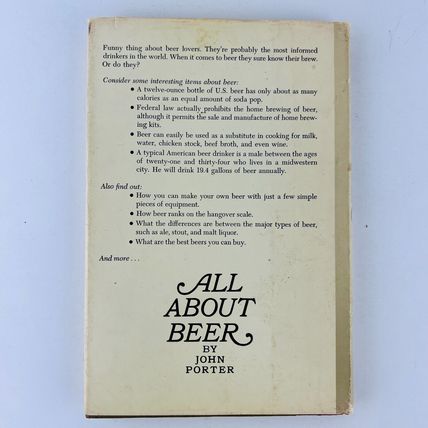 Funny thing about beer lovers. They're probably the most informed
drinkers in the world. When it comes to beer they sure know their brew.
Or do they?
Consider some interesting items about beer:
● A twelve-ounce bottle of U.S. beer has only about as many
calories as an equal amount of soda pop.
● Federal law actually prohibits the home brewing of beer,
although it permits the sale and manufacture of home brew-
ing kits.
● Beer can easily be used as a substitute in cooking for milk,
water, chicken stock, beef broth, and even wine.
● A typical American beer drinker is a male between the ages
of twenty-one and thirty-four who lives in a midwestern
city. He will drink 19.4 gallons of beer annually.
Also find out:
● How you can make your own beer with just a few simple
pieces of equipment.
● How beer ranks on the hangover scale.
● What the differences are between the major types of beer,
such as ale, stout, and malt liquor.
● What are the best beers you can buy.
And more . . .
ALL
ABOUT
BEER
BY
JOHN
PORTER